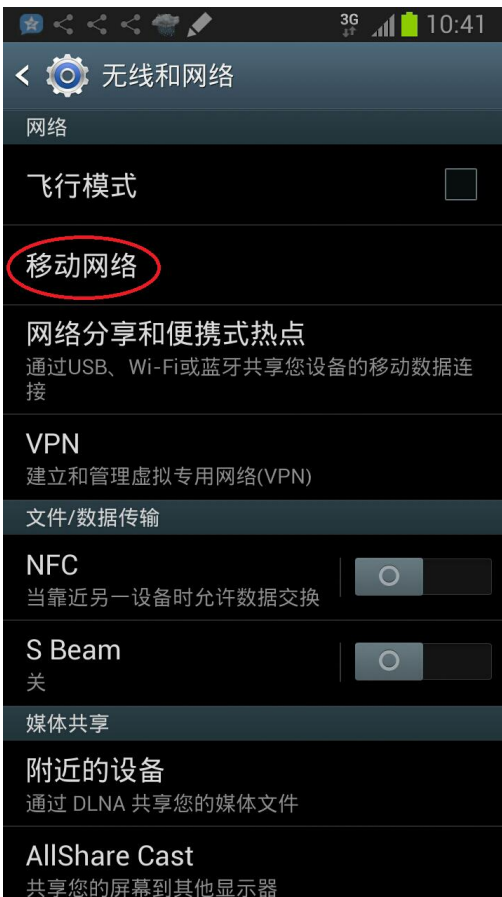 3G 10:41
无线和网络
网络
飞行模式
移动网络
网络分享和便携式热点
通过USB、Wi-Fi或蓝牙共享您设备的移动数据连
接
VPN
建立和管理虚拟专用网络(VPN)
文件/数据传输
NFC
当靠近另一设备时允许数据交换
S Beam
关
媒体共享
附近的设备
通过 DLNA 共享您的媒体文件
AllShare Cast
共享您的屏幕到其他显示器